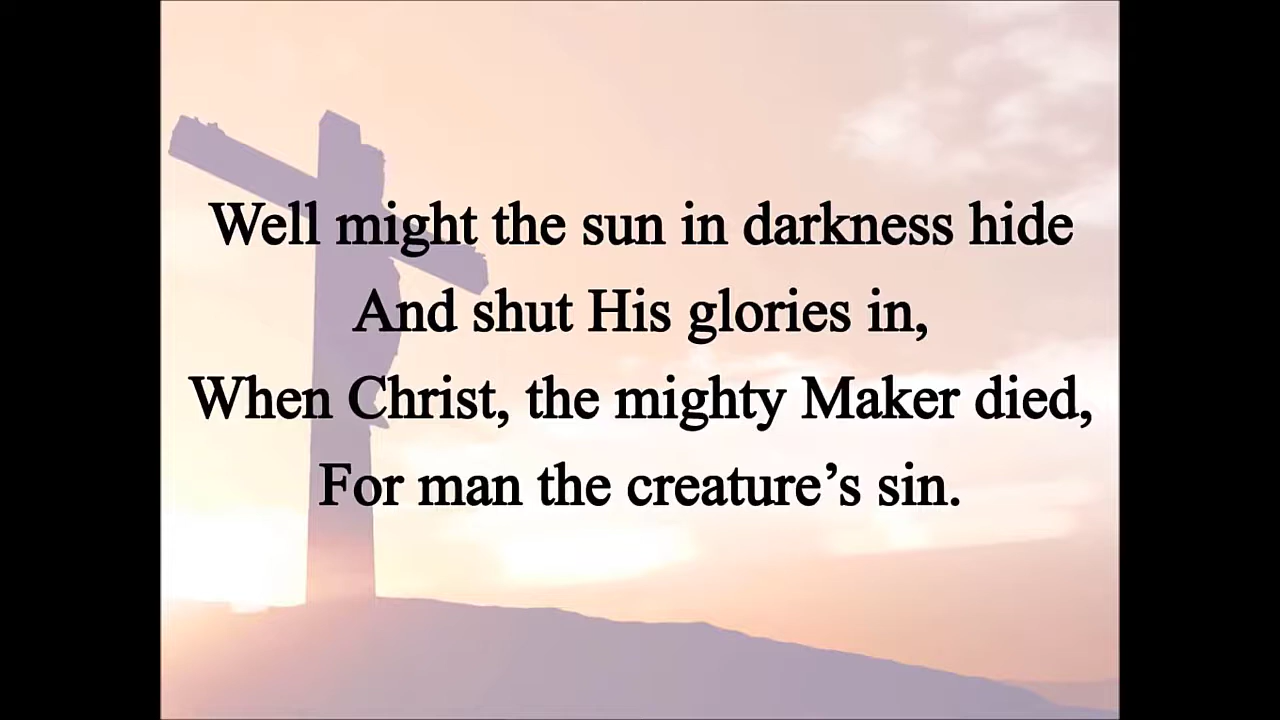 Well might the sun in darkness hide
And shut His glories in,
When Christ, the mighty Maker died,
For man the creature’s sin.